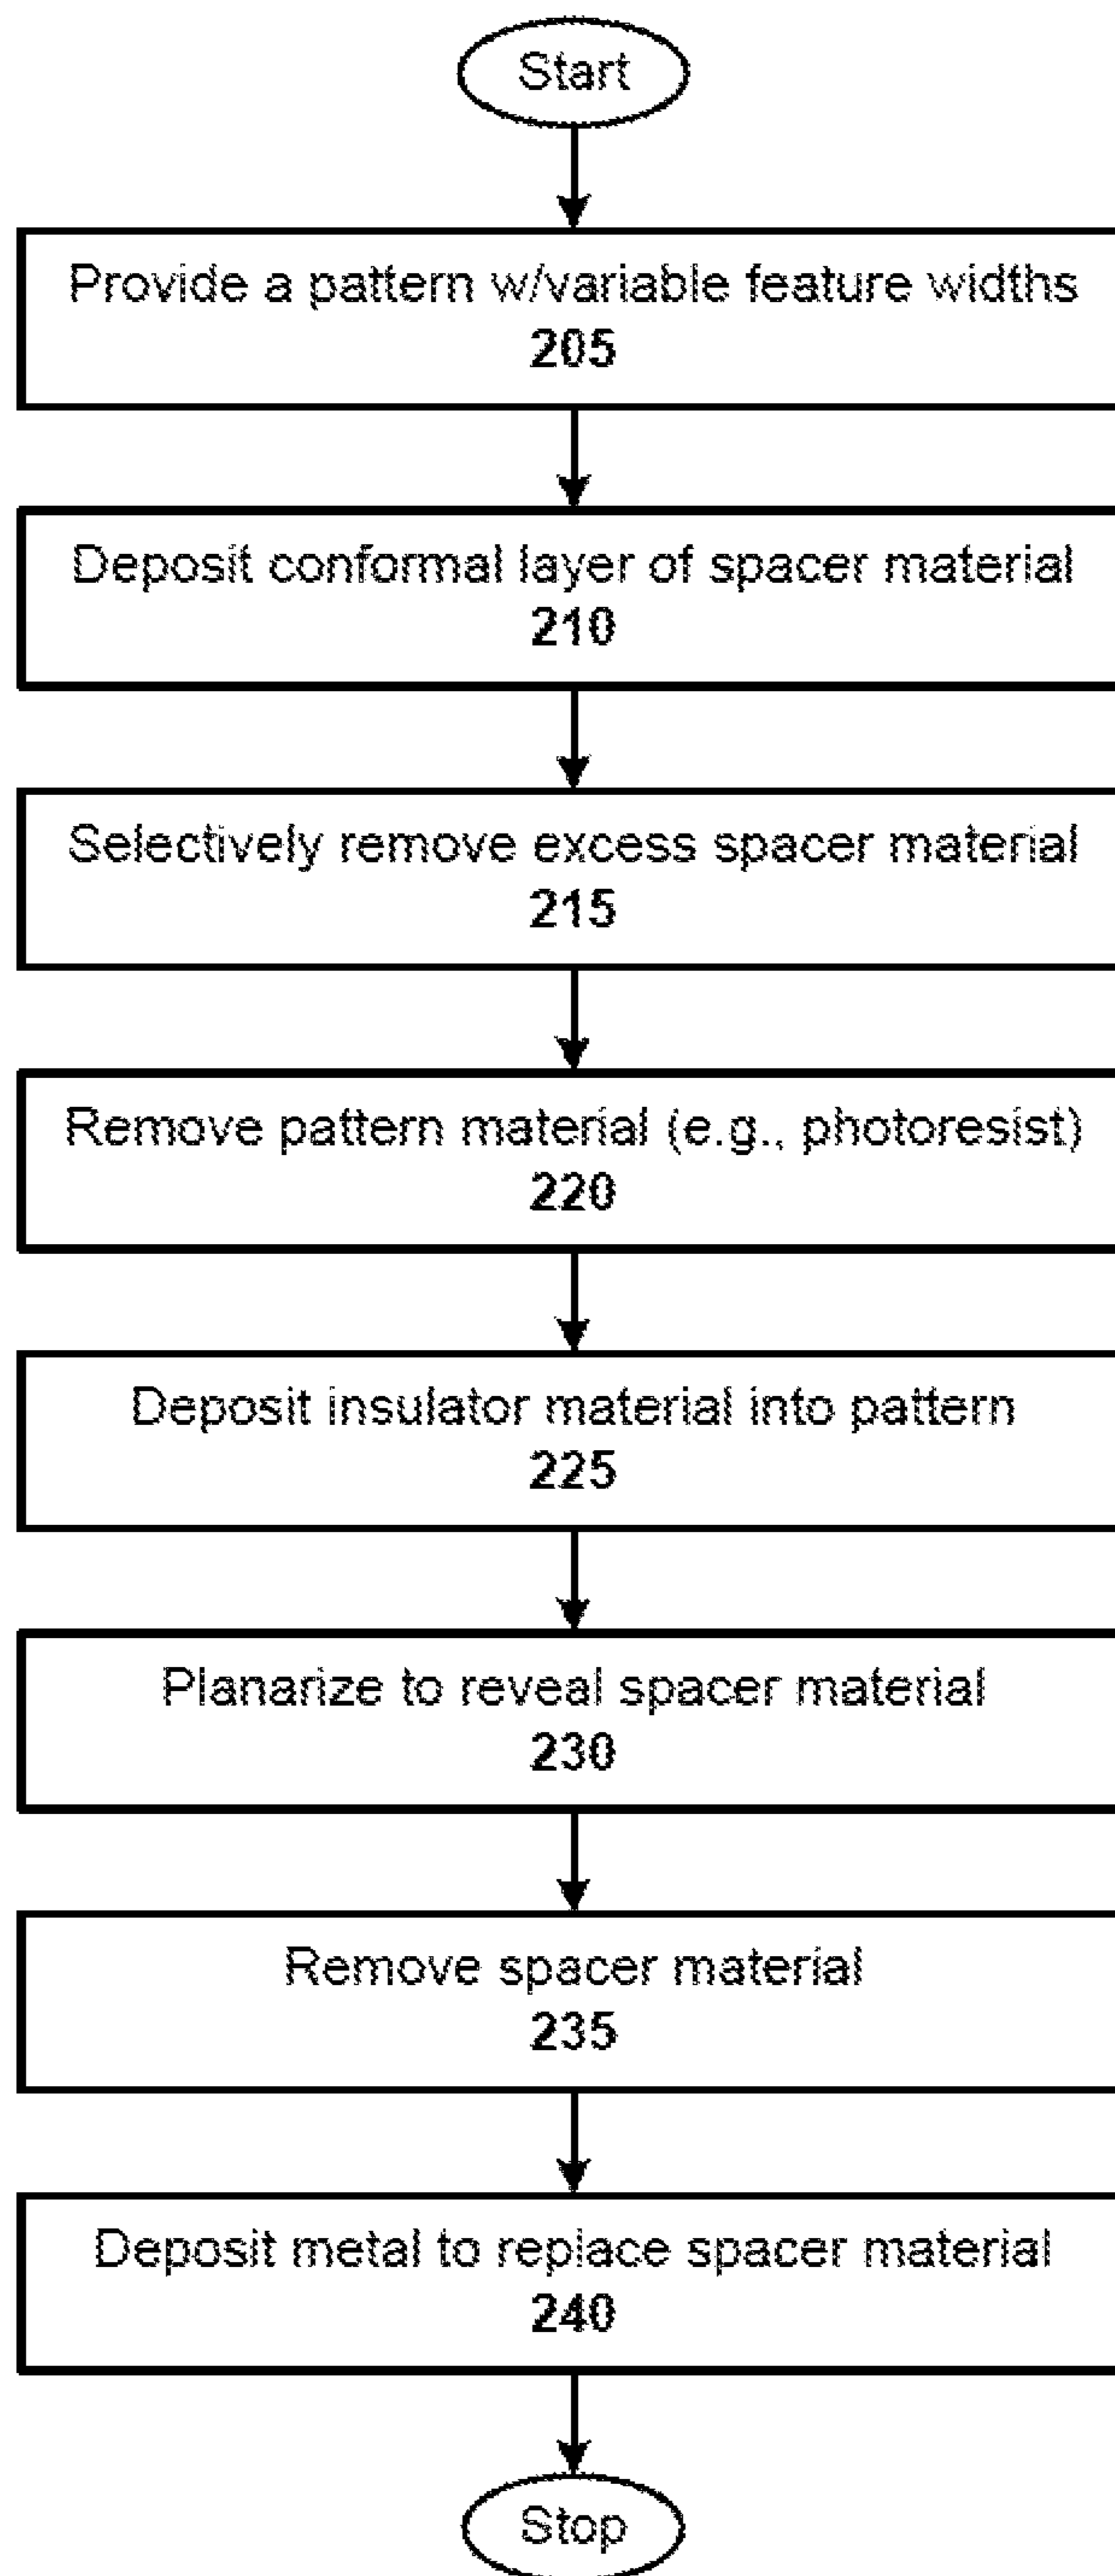 Start
Provide a pattern w/variable feature widths
205
Deposit conformal layer of spacer material
210
Selectively remove excess spacer material
215
Remove pattern material (e.g., photoresist)
220
Deposit insulator material into pattern
225
Planarize to reveal spacer material
230
Remove spacer material
235
Deposit metal to replace spacer material
240
Stop